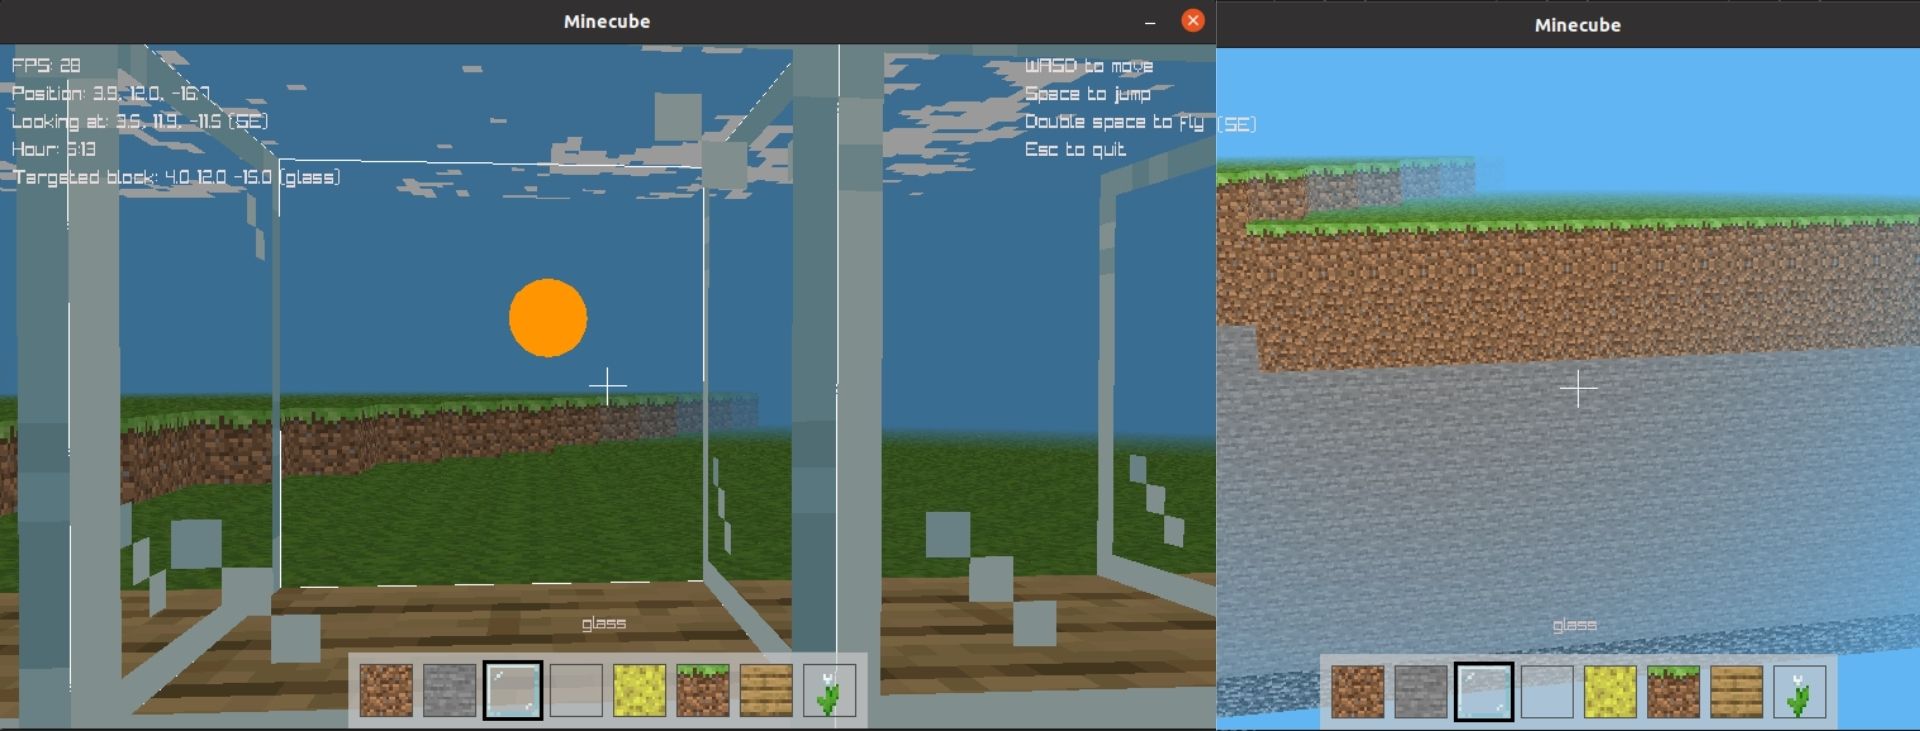 Minecube
FPS: 28
Position: 3.9, 12.0, -16.7
Looking at: 3.5, 11.9, -11.5 (SE)
Hour: 5:13
Targeted block: 4.0 12.0 -15.0 (glass)
WASD to move
Space to jump
Double space to fly
Esc to quit
glass
Minecube
(SE)
glass